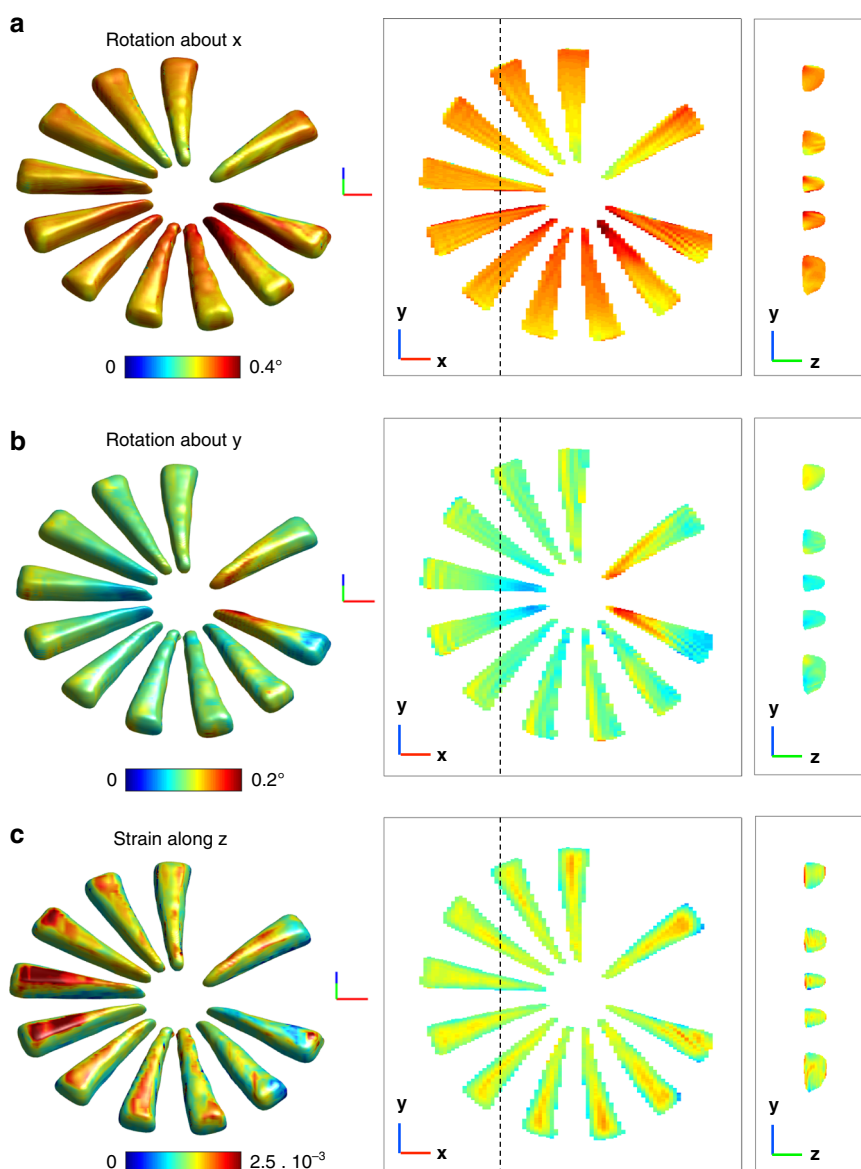 a
Rotation about x
0 0.4°
y
x
y
z
b
Rotation about y
0 0.2°
y
x
y
z
c
Strain along z
0 2.5 . 10⁻³
y
x
y
z